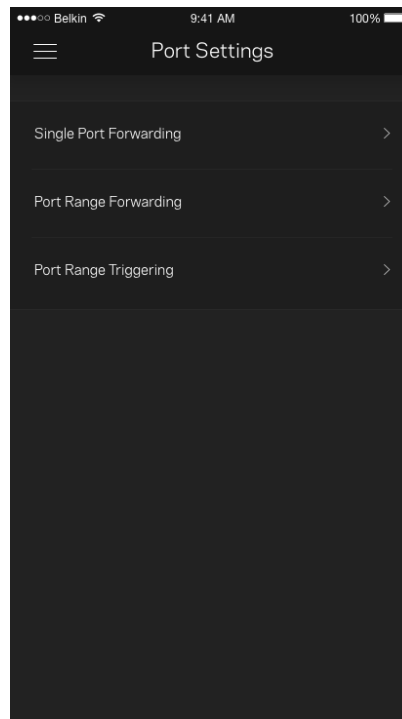 Belkin 9:41 AM 100%
Port Settings
Single Port Forwarding
Port Range Forwarding
Port Range Triggering